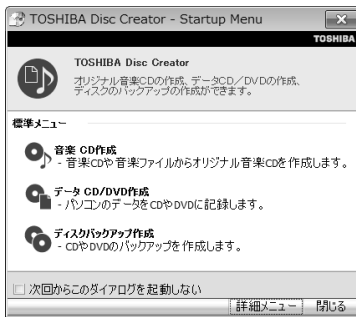 TOSHIBA Disc Creator - Startup Menu
TOSHIBA
TOSHIBA Disc Creator
オリジナル音楽CDの作成、データCD／DVDの作成、
ディスクのバックアップの作成ができます。
標準メニュー
音楽 CD作成
- 音楽CDや音楽ファイルからオリジナル音楽CDを作成します。
データ CD/DVD作成
- パソコンのデータをCDやDVDに記録します。
ディスクバックアップ作成
- CDやDVDのバックアップを作成します。
次回からこのダイアログを起動しない
詳細メニュー 閉じる